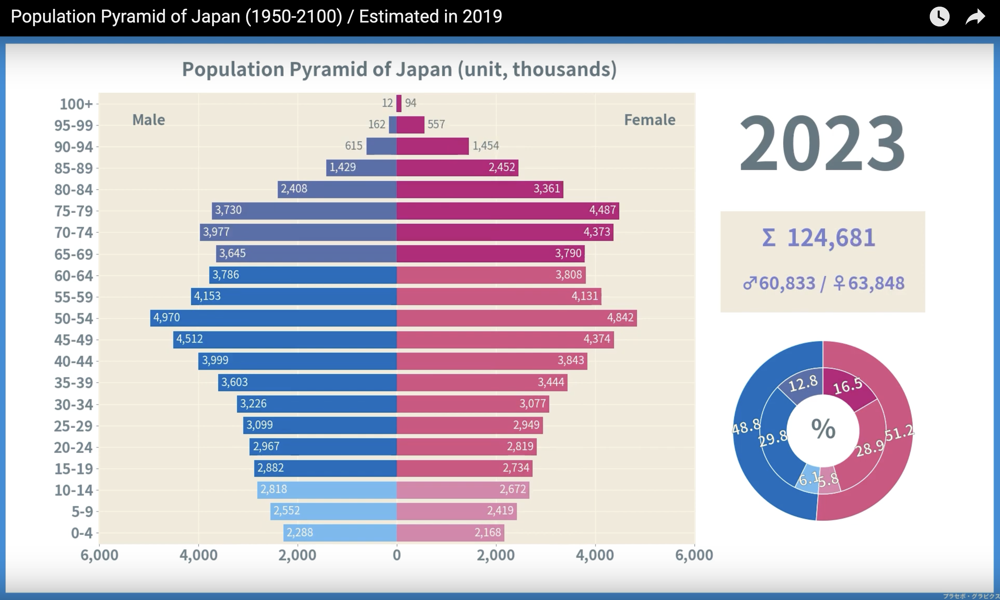 Population Pyramid of Japan (1950-2100) / Estimated in 2019
Population Pyramid of Japan (unit, thousands)
Male
Female
100+ 12 94
95-99 162 557
90-94 615 1,454
85-89 1,429 2,452
80-84 2,408 3,361
75-79 3,730 4,487
70-74 3,977 4,373
65-69 3,645 3,790
60-64 3,786 3,808
55-59 4,153 4,131
50-54 4,970 4,842
45-49 4,512 4,374
40-44 3,999 3,843
35-39 3,603 3,444
30-34 3,226 3,077
25-29 3,099 2,949
20-24 2,967 2,819
15-19 2,882 2,734
10-14 2,818 2,672
5-9 2,552 2,419
0-4 2,288 2,168
6,000 4,000 2,000 0 2,000 4,000 6,000
2023
Σ 124,681
♂60,833 / ♀63,848
12.8 16.5
48.8 29.8 % 28.9 51.2
6.1 5.8
プラセボ・グラビクス